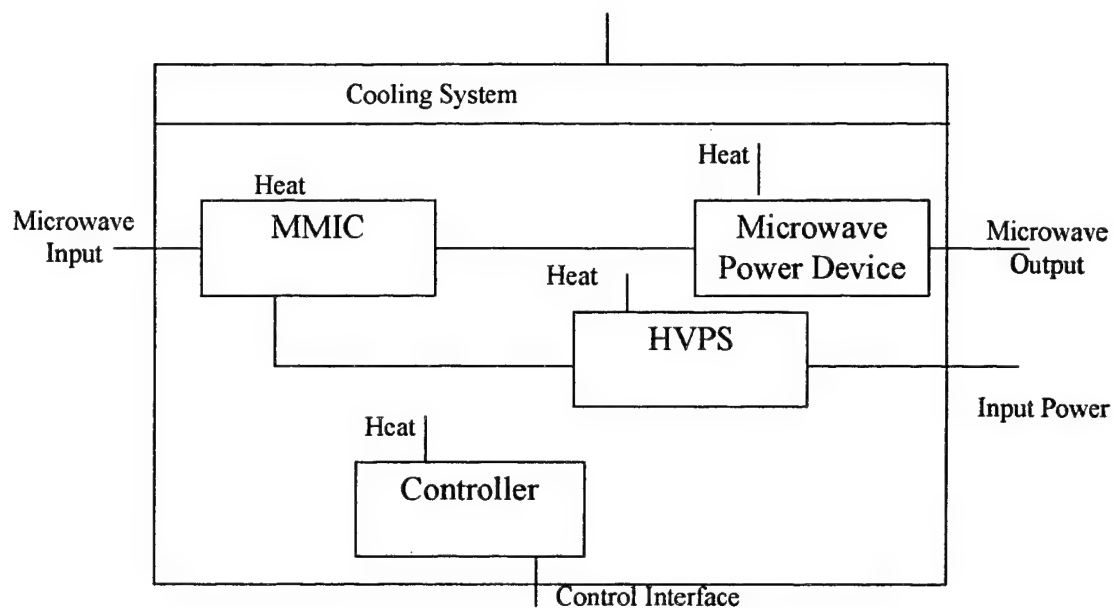 Cooling System
Heat
Heat
Microwave
Input
MMIC
Microwave
Power Device
Microwave
Output
Heat
HVPS
Input Power
Heat
Controller
Control Interface